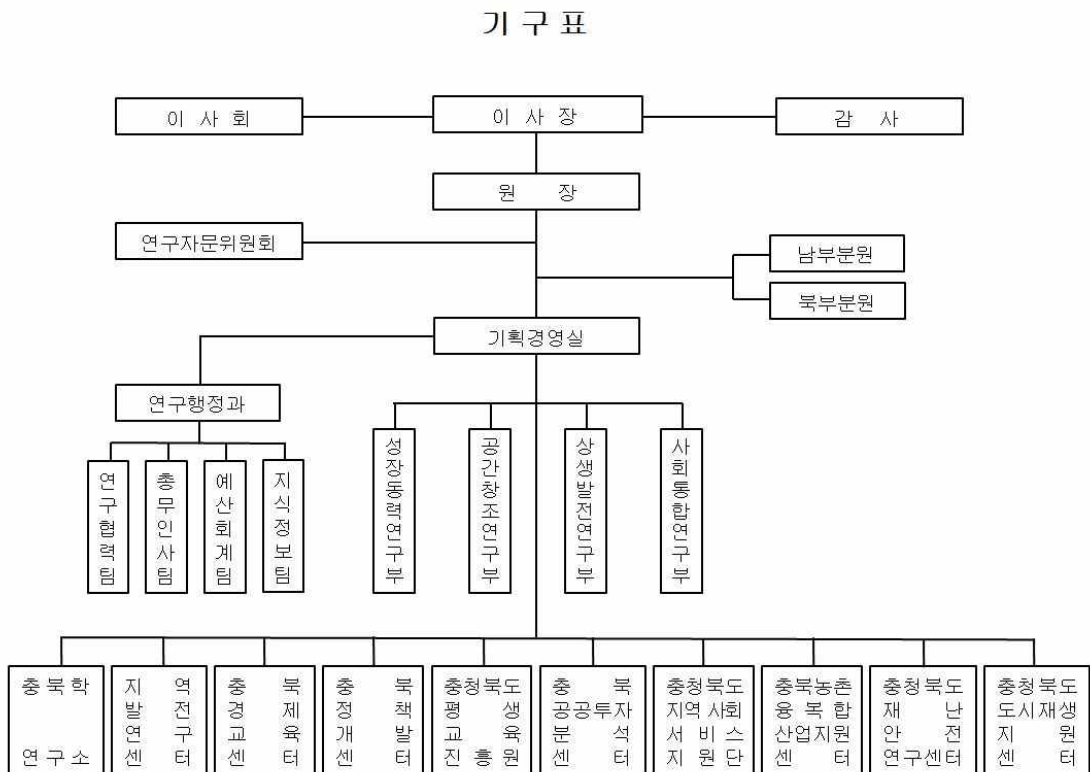 기구표
이사회
이사장
감사
원장
연구자문위원회
남부분원
북부분원
기획경영실
연구행정과
연구협력팀
총무인사팀
예산회계팀
지식정보팀
성장동력연구부
공간창조연구부
상생발전연구부
사회통합연구부
충북학
연구소
지역
발전
연구
센터
충북
경제
교육
센터
충북
정책
개발
센터
충청북도
평생
교육
진흥원
충북
공공투자
분석
센터
충청북도
지역사회
서비스
지원단
충북농촌
융복합
산업지원
센터
충청북도
재난
안전
연구센터
충청북도
도시재생
지원
센터